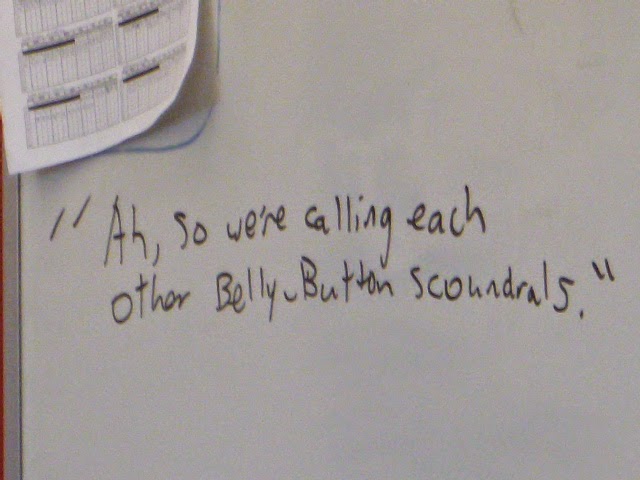 "Ah, so we're calling each
other Belly-Button scoundrals."